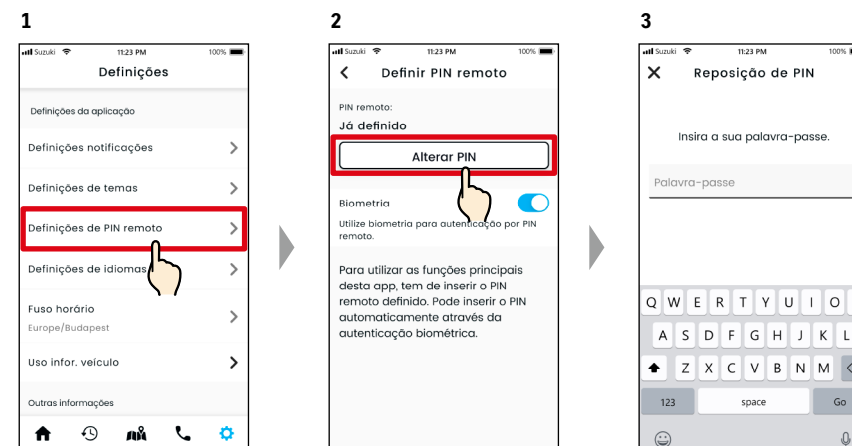 1
Suzuki 11:23 PM 100%
Definições
Definições da aplicação
Definições notificações
Definições de temas
Definições de PIN remoto
Definições de idiomas
Fuso horário
Europe/Budapest
Uso infor. veículo
Outras informações
2
Suzuki 11:23 PM 100%
Definir PIN remoto
PIN remoto:
Já definido
Alterar PIN
Biometria
Utilize biometria para autenticação por PIN
remoto.
Para utilizar as funções principais
desta app, tem de inserir o PIN
remoto definido. Pode inserir o PIN
automaticamente através da
autenticação biométrica.
3
Suzuki 11:23 PM 100%
Reposição de PIN
Insira a sua palavra-passe.
Palavra-passe
Q W E R T Y U I O
A S D F G H J K L
Z X C V B N M
123 space Go